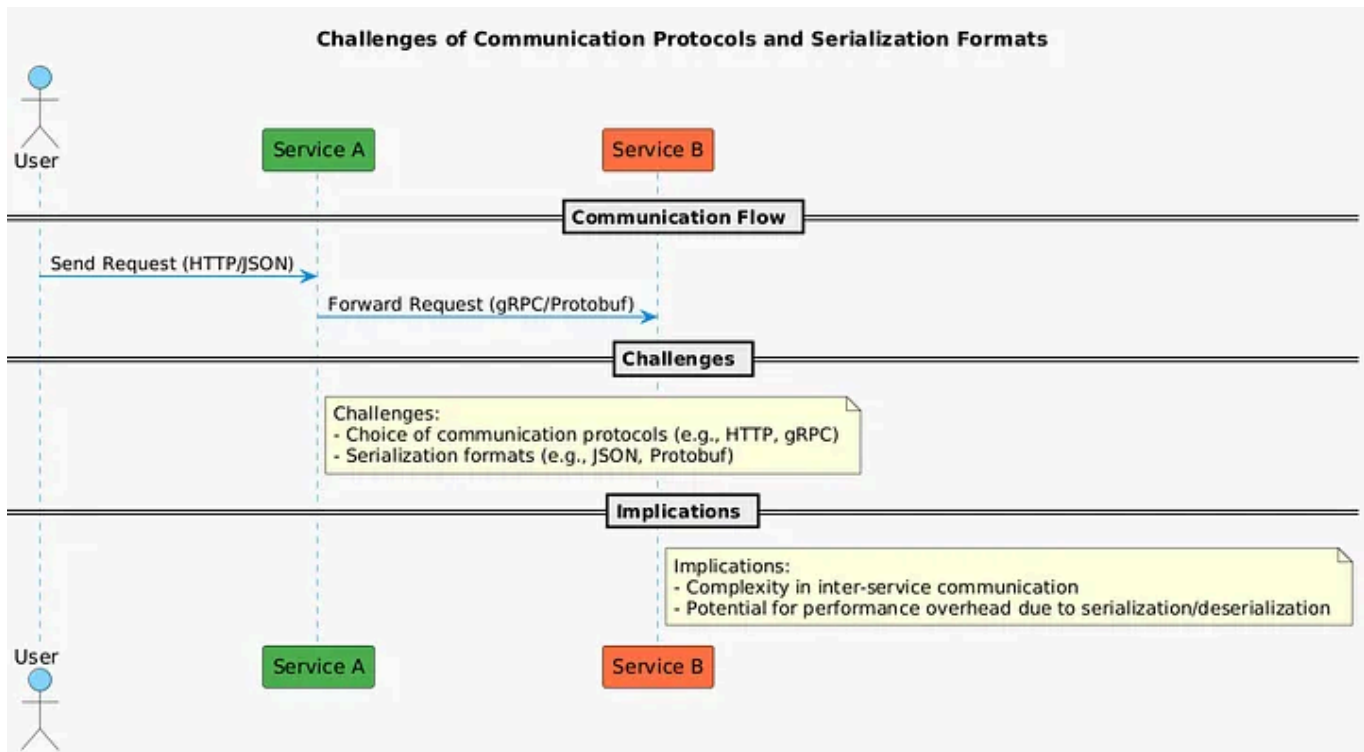 Challenges of Communication Protocols and Serialization Formats
User
Service A
Service B
Communication Flow
Send Request (HTTP/JSON)
Forward Request (gRPC/Protobuf)
Challenges
Challenges:
- Choice of communication protocols (e.g., HTTP, gRPC)
- Serialization formats (e.g., JSON, Protobuf)
Implications
Implications:
- Complexity in inter-service communication
- Potential for performance overhead due to serialization/deserialization
User
Service A
Service B